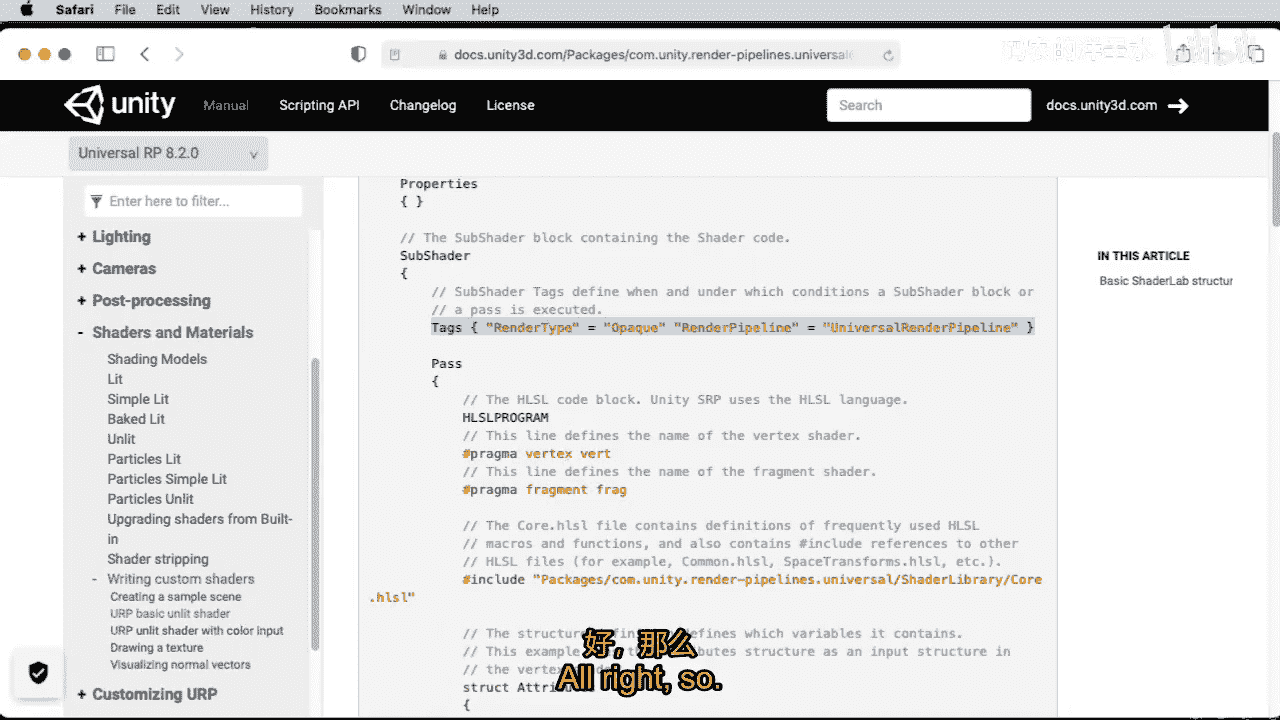 Safari File Edit View History Bookmarks Window Help
docs.unity3d.com/Packages/com.unity.render-pipelines.universal
unity Manual Scripting API Changelog License Search docs.unity3d.com →
Universal RP 8.2.0
Enter here to filter...
+ Lighting
+ Cameras
+ Post-processing
- Shaders and Materials
Shading Models
Lit
Simple Lit
Baked Lit
Unlit
Particles Lit
Particles Simple Lit
Particles Unlit
Upgrading shaders from Built-
in
Shader stripping
- Writing custom shaders
Creating a sample scene
URP basic unlit shader
URP unlit shader with color input
Drawing a texture
Visualizing normal vectors
+ Customizing URP
Properties
{ }
// The SubShader block containing the Shader code.
SubShader
{
// SubShader Tags define when and under which conditions a SubShader block or
// a pass is executed.
Tags { "RenderType" = "Opaque" "RenderPipeline" = "UniversalRenderPipeline" }
Pass
{
// The HLSL code block. Unity SRP uses the HLSL language.
HLSLPROGRAM
// This line defines the name of the vertex shader.
#pragma vertex vert
// This line defines the name of the fragment shader.
#pragma fragment frag
// The Core.hlsl file contains definitions of frequently used HLSL
// macros and functions, and also contains #include references to other
// HLSL files (for example, Common.hlsl, SpaceTransforms.hlsl, etc.).
#include "Packages/com.unity.render-pipelines.universal/ShaderLibrary/Core
.hlsl"
// The structure defines which variables it contains.
// This example structure as an input structure in
// the vertex
struct
{
IN THIS ARTICLE
Basic ShaderLab structur
好，那么
All right, so.